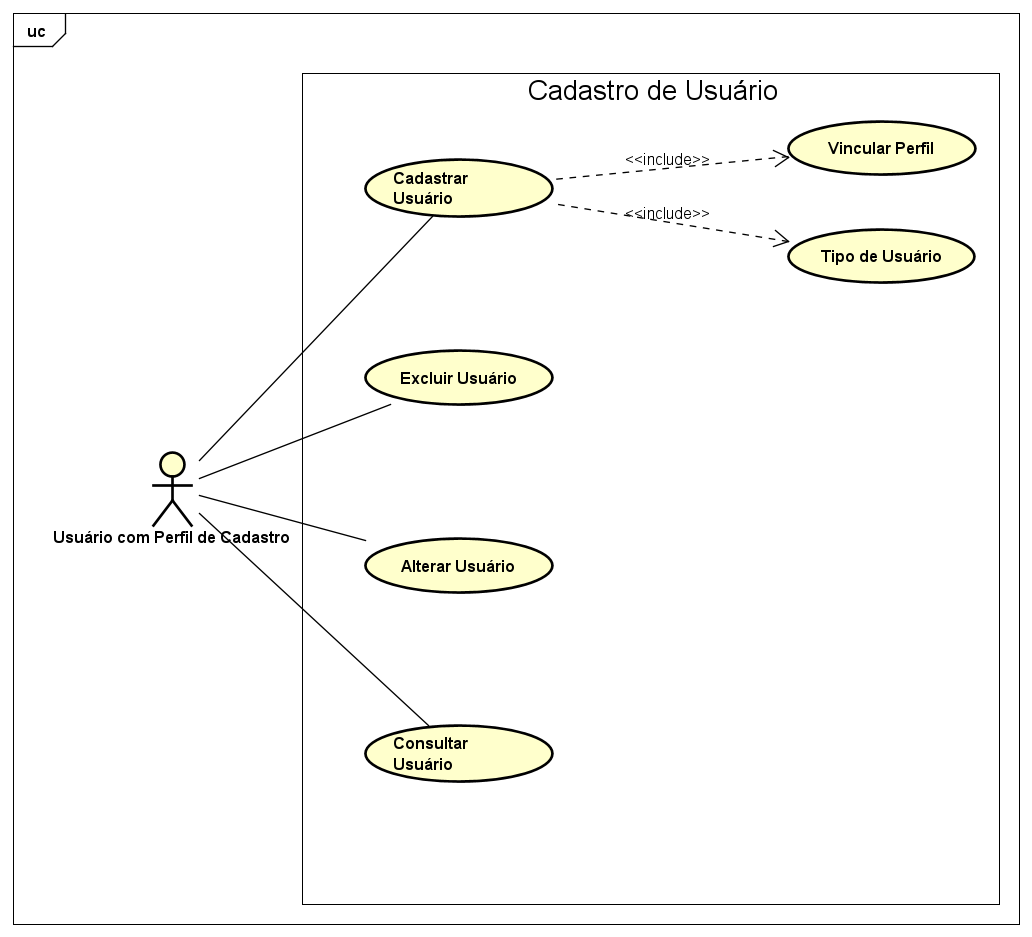 uc
Cadastro de Usuário
Cadastrar
Usuário
<<include>>
Vincular Perfil
<<include>>
Tipo de Usuário
Excluir Usuário
Usuário com Perfil de Cadastro
Alterar Usuário
Consultar
Usuário